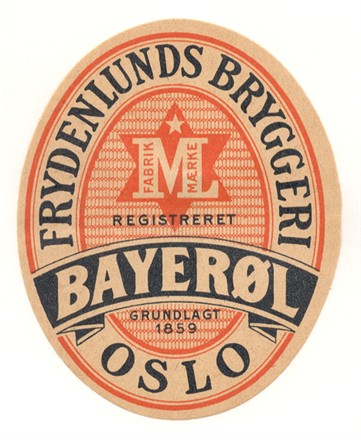 FRYDENLUNDS BRYGGERI
FABRIK ML MÆRKE
REGISTRERET
BAYERØL
GRUNDLAGT
1859
OSLO